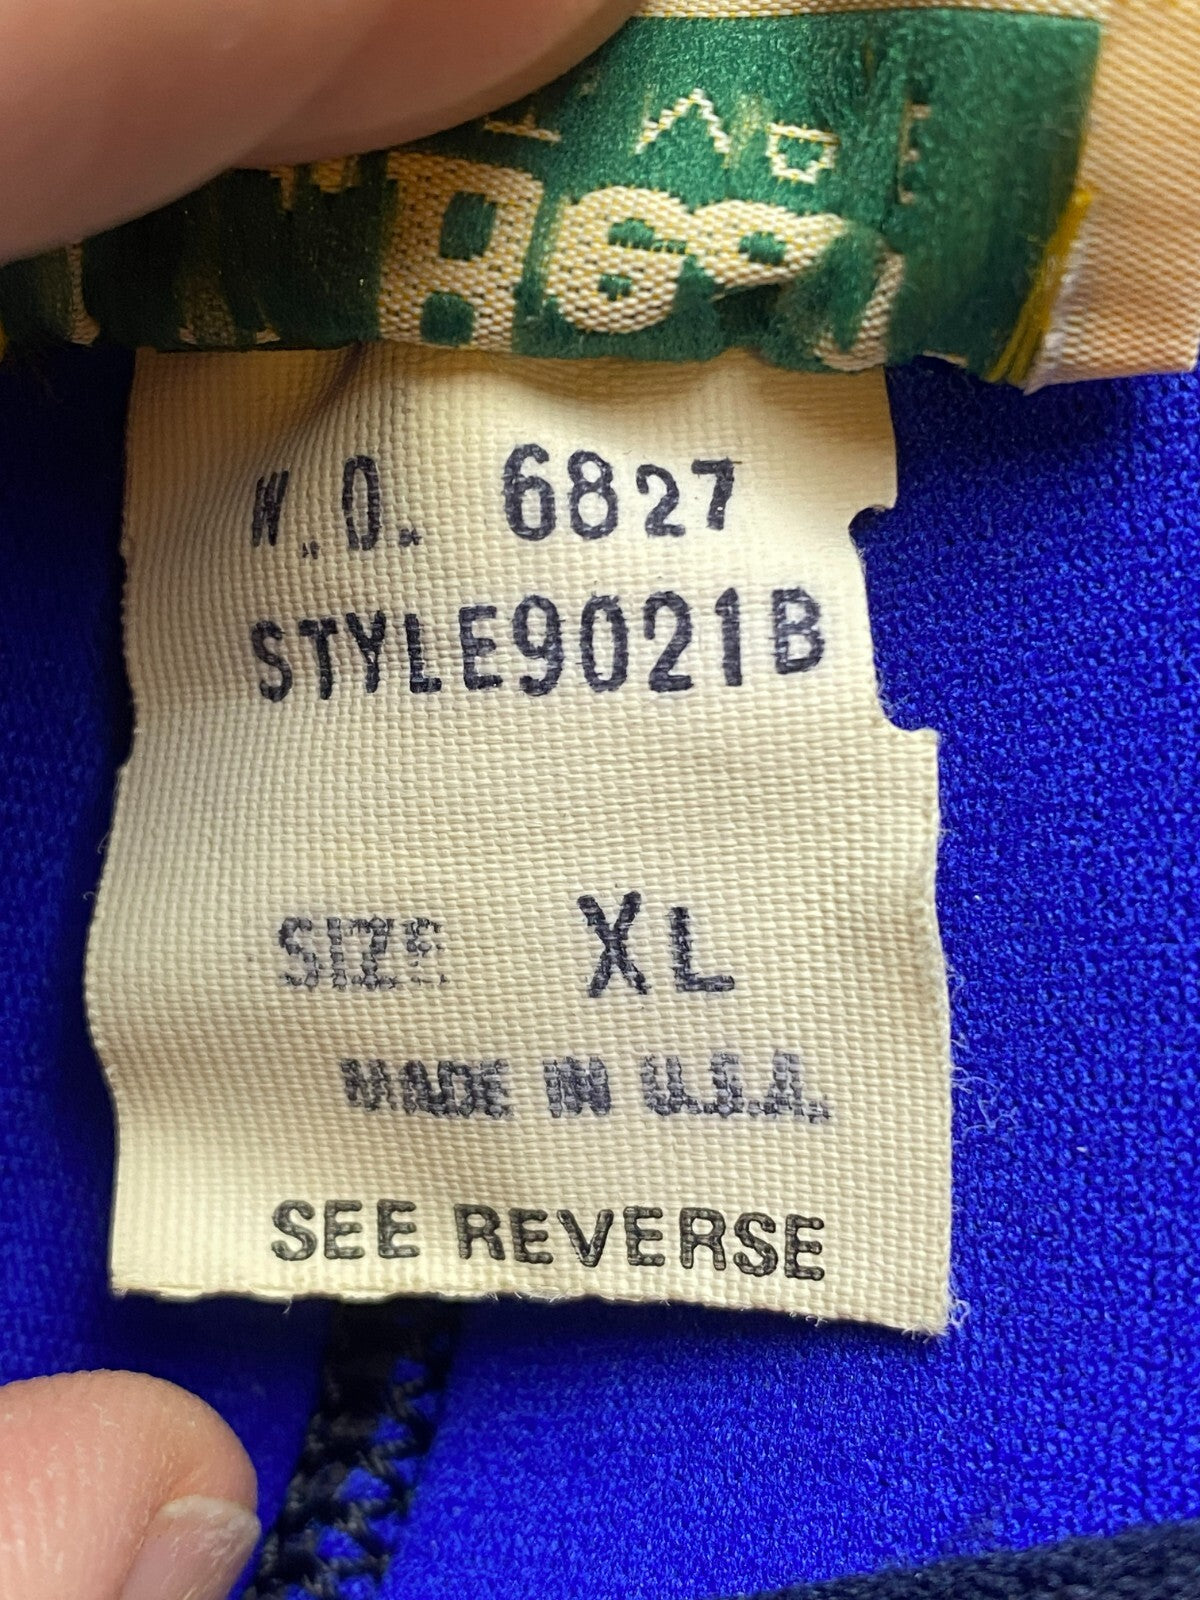 W.O. 6827
STYLE9021B
SIZE XL
MADE IN U.S.A.
SEE REVERSE